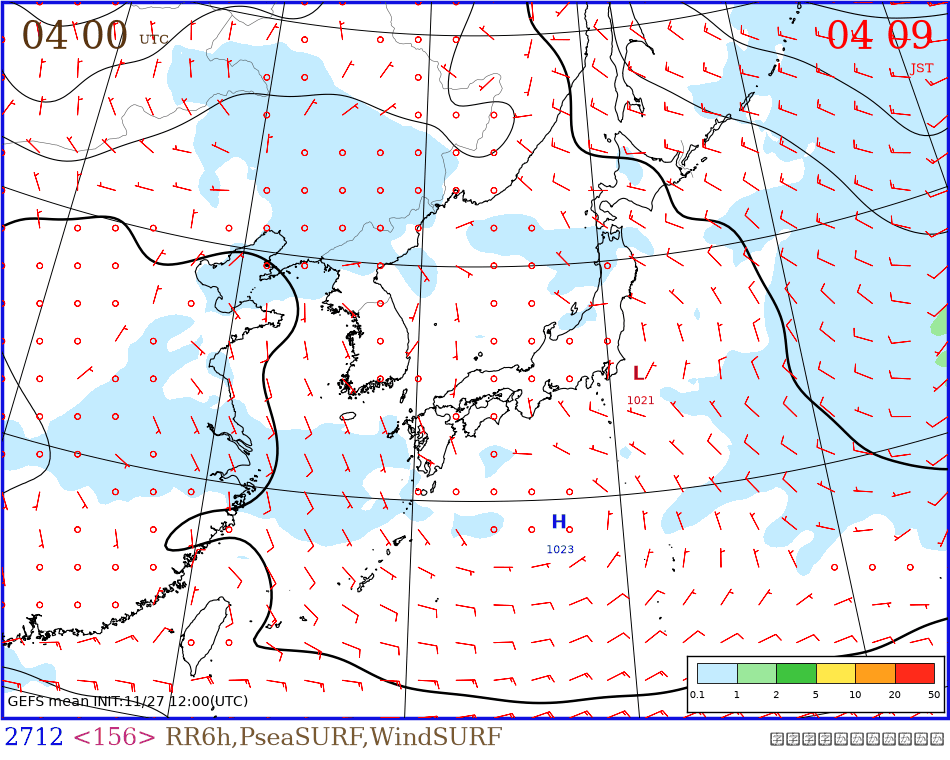 04 00 UTC
04 09
JST
L
1021
H
1023
0.1 1 2 5 10 20 50
GEFS mean INIT:11/27 12:00(UTC)
2712 <156> RR6h,PseaSURF,WindSURF